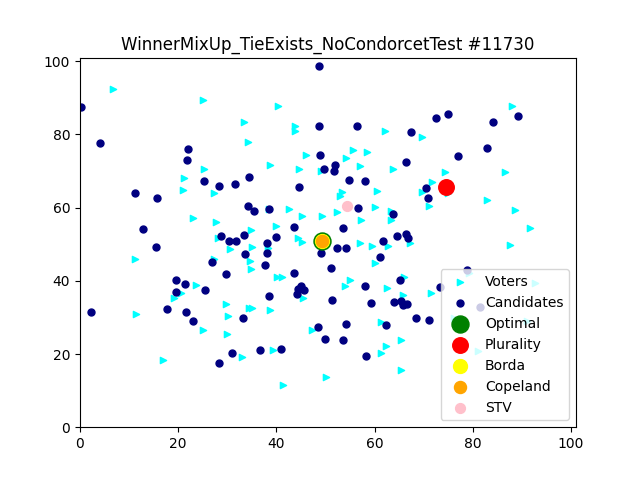 WinnerMixUp_TieExists_NoCondorcetTest #11730
100
80
60
40
20
0
0 20 40 60 80 100
Voters
Candidates
Optimal
Plurality
Borda
Copeland
STV